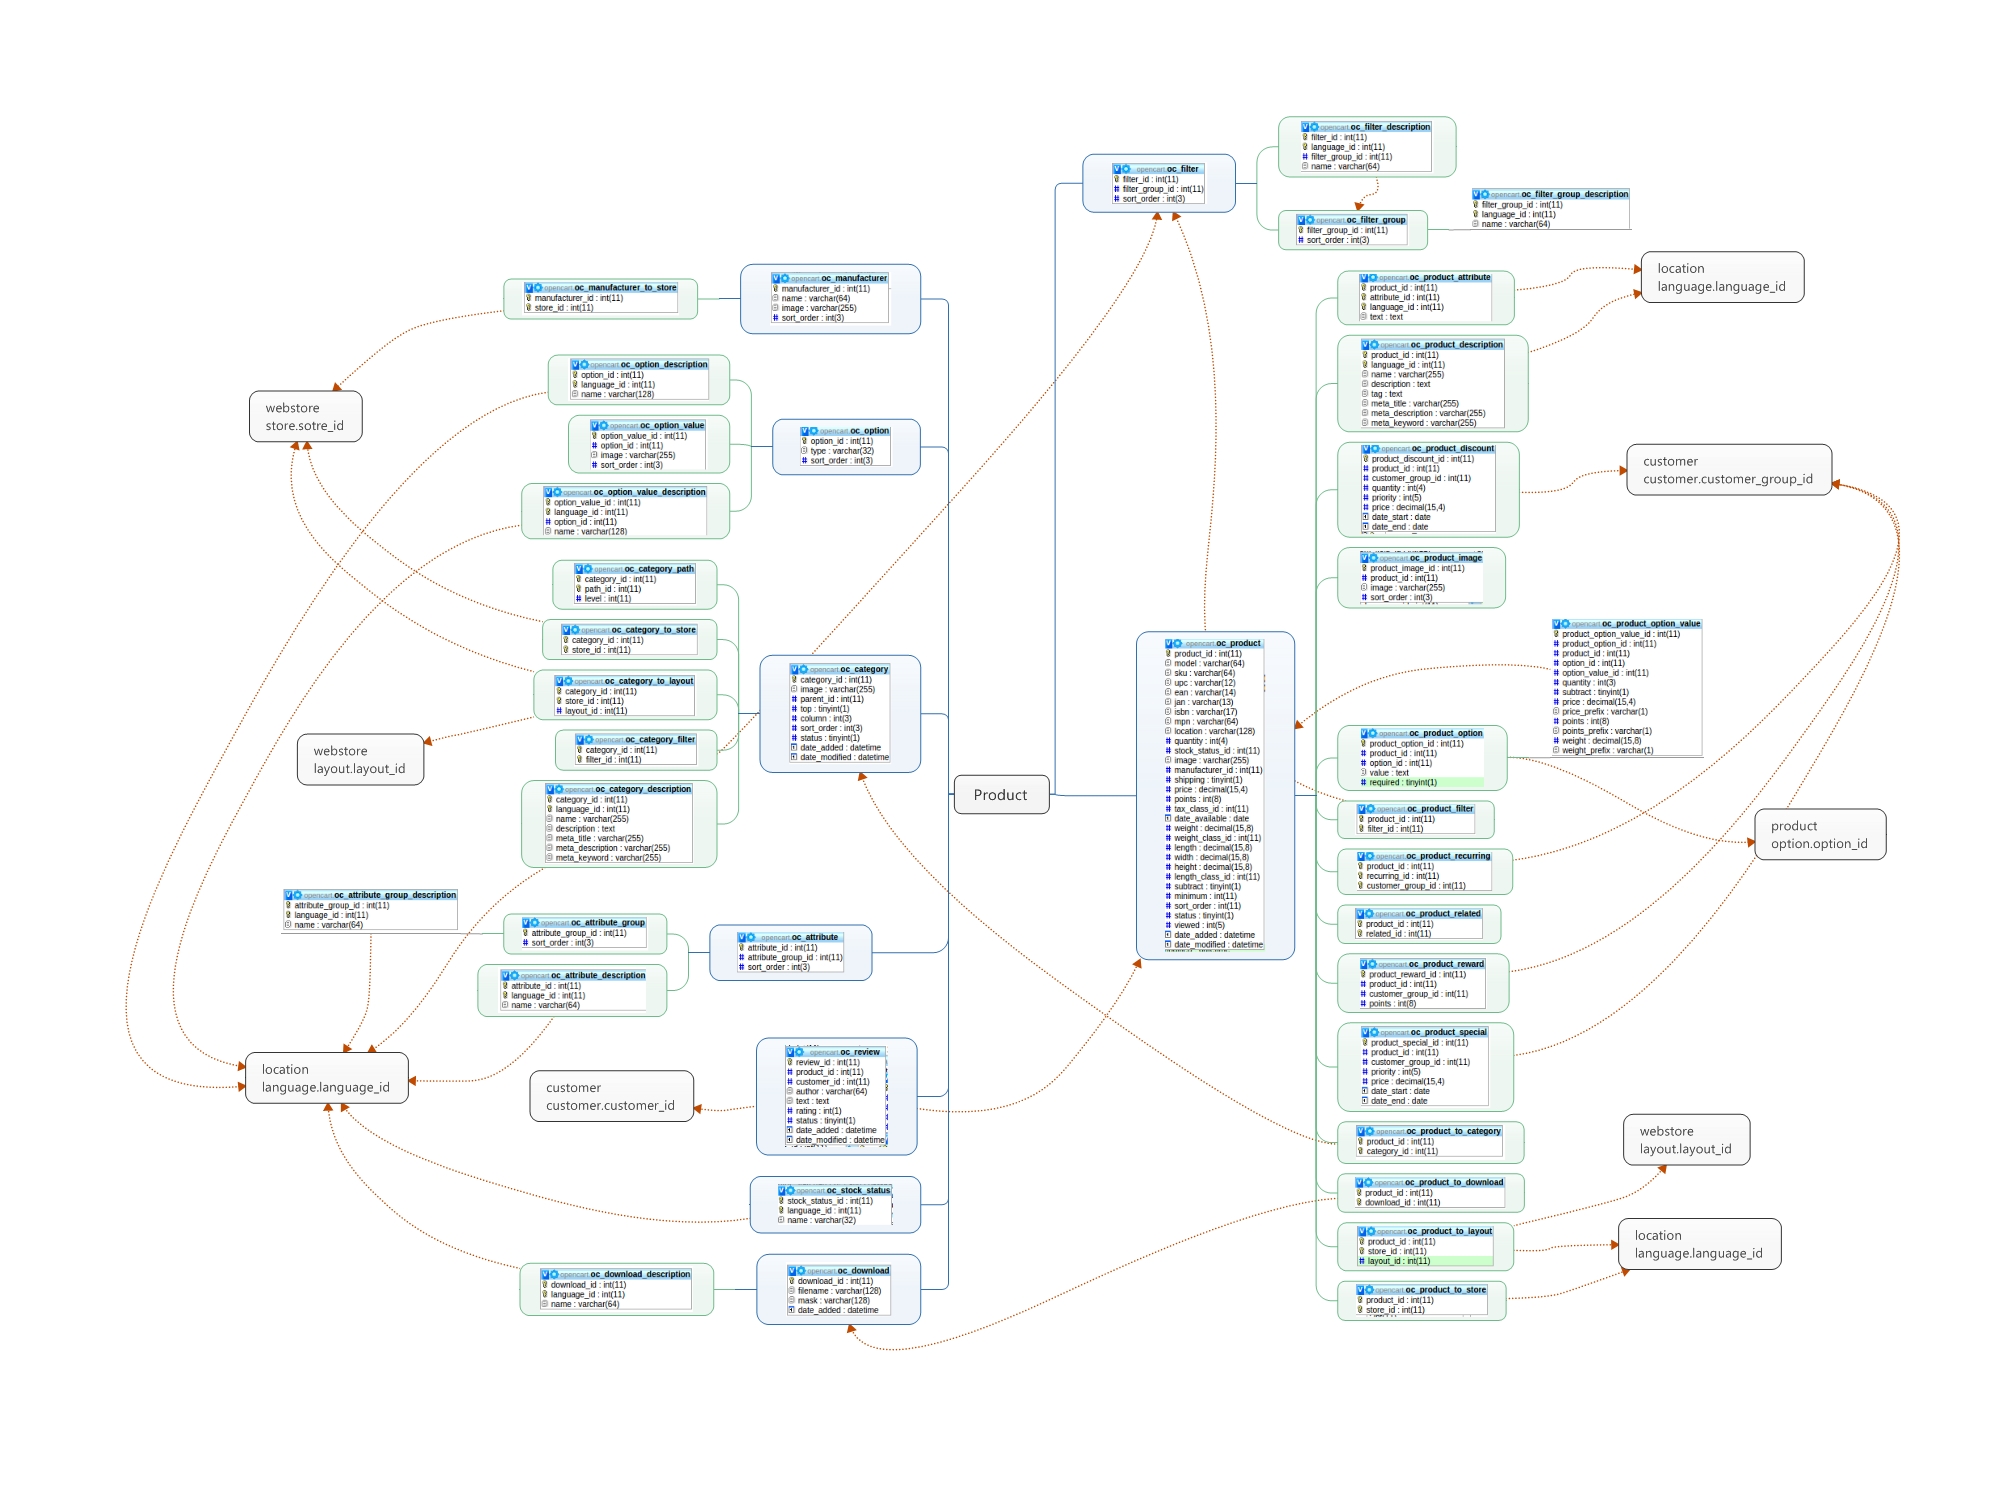 opencart oc_filter_description
filter_id : int(11)
language_id : int(11)
filter_group_id : int(11)
name : varchar(64)
opencart oc_filter
filter_id : int(11)
filter_group_id : int(11)
sort_order : int(3)
opencart oc_filter_group_description
filter_group_id : int(11)
language_id : int(11)
name : varchar(64)
opencart oc_filter_group
filter_group_id : int(11)
sort_order : int(3)
opencart oc_manufacturer_to_store
manufacturer_id : int(11)
store_id : int(11)
opencart oc_manufacturer
manufacturer_id : int(11)
name : varchar(64)
image : varchar(255)
sort_order : int(3)
opencart oc_option_description
option_id : int(11)
language_id : int(11)
name : varchar(128)
webstore
store.sotre_id
opencart oc_option_value
option_value_id : int(11)
option_id : int(11)
image : varchar(255)
sort_order : int(3)
opencart oc_option
option_id : int(11)
type : varchar(32)
sort_order : int(3)
opencart oc_option_value_description
option_value_id : int(11)
language_id : int(11)
option_id : int(11)
name : varchar(128)
opencart oc_category_path
category_id : int(11)
path_id : int(11)
level : int(11)
opencart oc_category_to_store
category_id : int(11)
store_id : int(11)
opencart oc_category_to_layout
category_id : int(11)
store_id : int(11)
layout_id : int(11)
opencart oc_category
category_id : int(11)
image : varchar(255)
parent_id : int(11)
top : tinyint(1)
column : int(3)
sort_order : int(3)
status : tinyint(1)
date_added : datetime
date_modified : datetime
webstore
layout.layout_id
opencart oc_category_filter
category_id : int(11)
filter_id : int(11)
opencart oc_category_description
category_id : int(11)
language_id : int(11)
name : varchar(255)
description : text
meta_title : varchar(255)
meta_description : varchar(255)
meta_keyword : varchar(255)
Product
opencart oc_attribute_group_description
attribute_group_id : int(11)
language_id : int(11)
name : varchar(64)
opencart oc_attribute_group
attribute_group_id : int(11)
sort_order : int(3)
opencart oc_attribute
attribute_id : int(11)
attribute_group_id : int(11)
sort_order : int(3)
opencart oc_attribute_description
attribute_id : int(11)
language_id : int(11)
name : varchar(64)
location
language.language_id
customer
customer.customer_id
opencart oc_review
review_id : int(11)
product_id : int(11)
customer_id : int(11)
author : varchar(64)
text : text
rating : int(1)
status : tinyint(1)
date_added : datetime
date_modified : datetime
opencart oc_stock_status
stock_status_id : int(11)
language_id : int(11)
name : varchar(32)
opencart oc_download_description
download_id : int(11)
language_id : int(11)
name : varchar(64)
opencart oc_download
download_id : int(11)
filename : varchar(128)
mask : varchar(128)
date_added : datetime
opencart oc_product
product_id : int(11)
model : varchar(64)
sku : varchar(64)
upc : varchar(12)
ean : varchar(14)
jan : varchar(13)
isbn : varchar(17)
mpn : varchar(64)
location : varchar(128)
quantity : int(4)
stock_status_id : int(11)
image : varchar(255)
manufacturer_id : int(11)
shipping : tinyint(1)
price : decimal(15,4)
points : int(8)
tax_class_id : int(11)
date_available : date
weight : decimal(15,8)
weight_class_id : int(11)
length : decimal(15,8)
width : decimal(15,8)
height : decimal(15,8)
length_class_id : int(11)
subtract : tinyint(1)
minimum : int(11)
sort_order : int(11)
status : tinyint(1)
viewed : int(5)
date_added : datetime
date_modified : datetime
opencart oc_product_attribute
product_id : int(11)
attribute_id : int(11)
language_id : int(11)
text : text
location
language.language_id
opencart oc_product_description
product_id : int(11)
language_id : int(11)
name : varchar(255)
description : text
tag : text
meta_title : varchar(255)
meta_description : varchar(255)
meta_keyword : varchar(255)
opencart oc_product_discount
product_discount_id : int(11)
product_id : int(11)
customer_group_id : int(11)
quantity : int(4)
priority : int(5)
price : decimal(15,4)
date_start : date
date_end : date
customer
customer.customer_group_id
opencart oc_product_image
product_image_id : int(11)
product_id : int(11)
image : varchar(255)
sort_order : int(3)
opencart oc_product_option_value
product_option_value_id : int(11)
product_option_id : int(11)
product_id : int(11)
option_id : int(11)
option_value_id : int(11)
quantity : int(3)
subtract : tinyint(1)
price : decimal(15,4)
price_prefix : varchar(1)
points : int(8)
points_prefix : varchar(1)
weight : decimal(15,8)
weight_prefix : varchar(1)
opencart oc_product_option
product_option_id : int(11)
product_id : int(11)
option_id : int(11)
value : text
required : tinyint(1)
opencart oc_product_filter
product_id : int(11)
filter_id : int(11)
product
option.option_id
opencart oc_product_recurring
product_id : int(11)
recurring_id : int(11)
customer_group_id : int(11)
opencart oc_product_related
product_id : int(11)
related_id : int(11)
opencart oc_product_reward
product_reward_id : int(11)
product_id : int(11)
customer_group_id : int(11)
points : int(8)
opencart oc_product_special
product_special_id : int(11)
product_id : int(11)
customer_group_id : int(11)
priority : int(5)
price : decimal(15,4)
date_start : date
date_end : date
opencart oc_product_to_category
product_id : int(11)
category_id : int(11)
webstore
layout.layout_id
opencart oc_product_to_download
product_id : int(11)
download_id : int(11)
opencart oc_product_to_layout
product_id : int(11)
store_id : int(11)
layout_id : int(11)
location
language.language_id
opencart oc_product_to_store
product_id : int(11)
store_id : int(11)